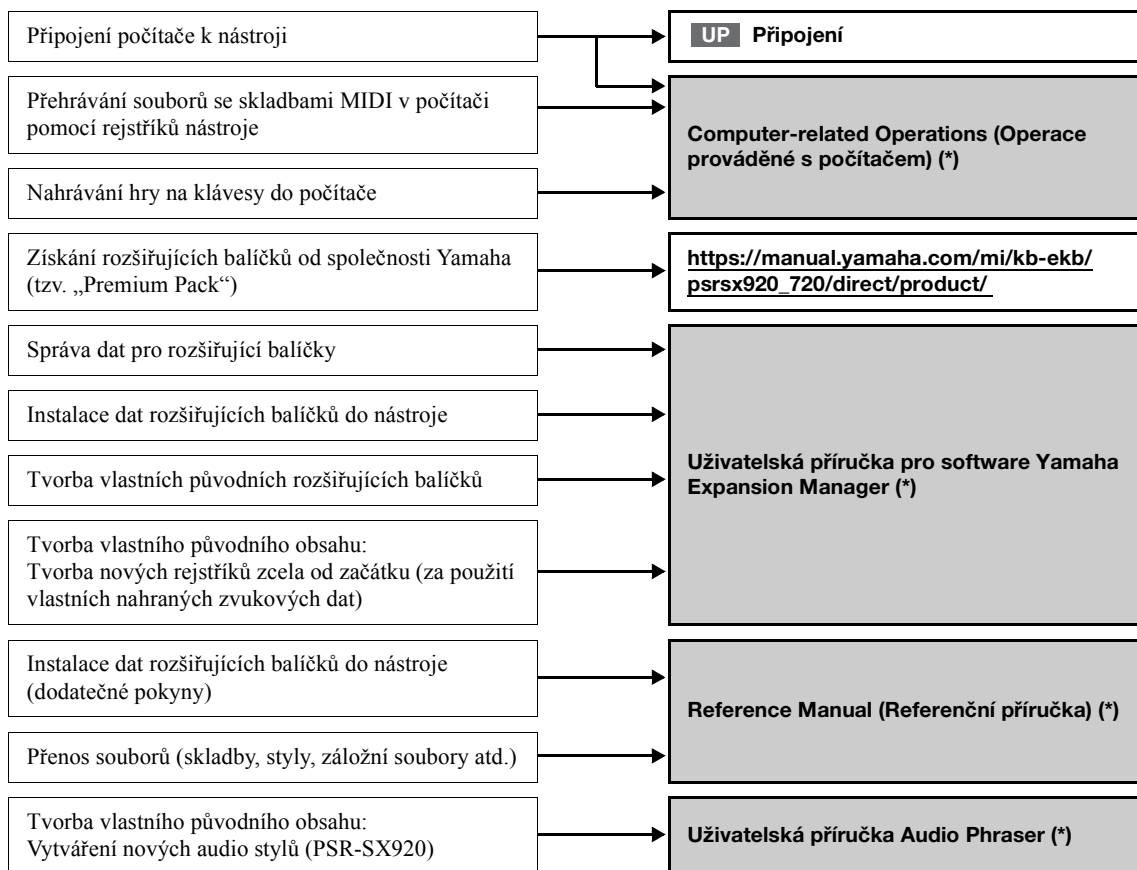 Připojení počítače k nástroji
UP Připojení
Přehrávání souborů se skladbami MIDI v počítači
pomocí rejstříků nástroje
Computer-related Operations (Operace
prováděné s počítačem) (*)
Nahrávání hry na klávesy do počítače
Získání rozšiřujících balíčků od společnosti Yamaha
(tzv. „Premium Pack“)
https://manual.yamaha.com/mi/kb-ekb/
psrsx920_720/direct/product/
Správa dat pro rozšiřující balíčky
Instalace dat rozšiřujících balíčků do nástroje
Tvorba vlastních původních rozšiřujících balíčků
Uživatelská příručka pro software Yamaha
Expansion Manager (*)
Tvorba vlastního původního obsahu:
Tvorba nových rejstříků zcela od začátku (za použití
vlastních nahraných zvukových dat)
Instalace dat rozšiřujících balíčků do nástroje
(dodatečné pokyny)
Reference Manual (Referenční příručka) (*)
Přenos souborů (skladby, styly, záložní soubory atd.)
Tvorba vlastního původního obsahu:
Vytváření nových audio stylů (PSR-SX920)
Uživatelská příručka Audio Phraser (*)